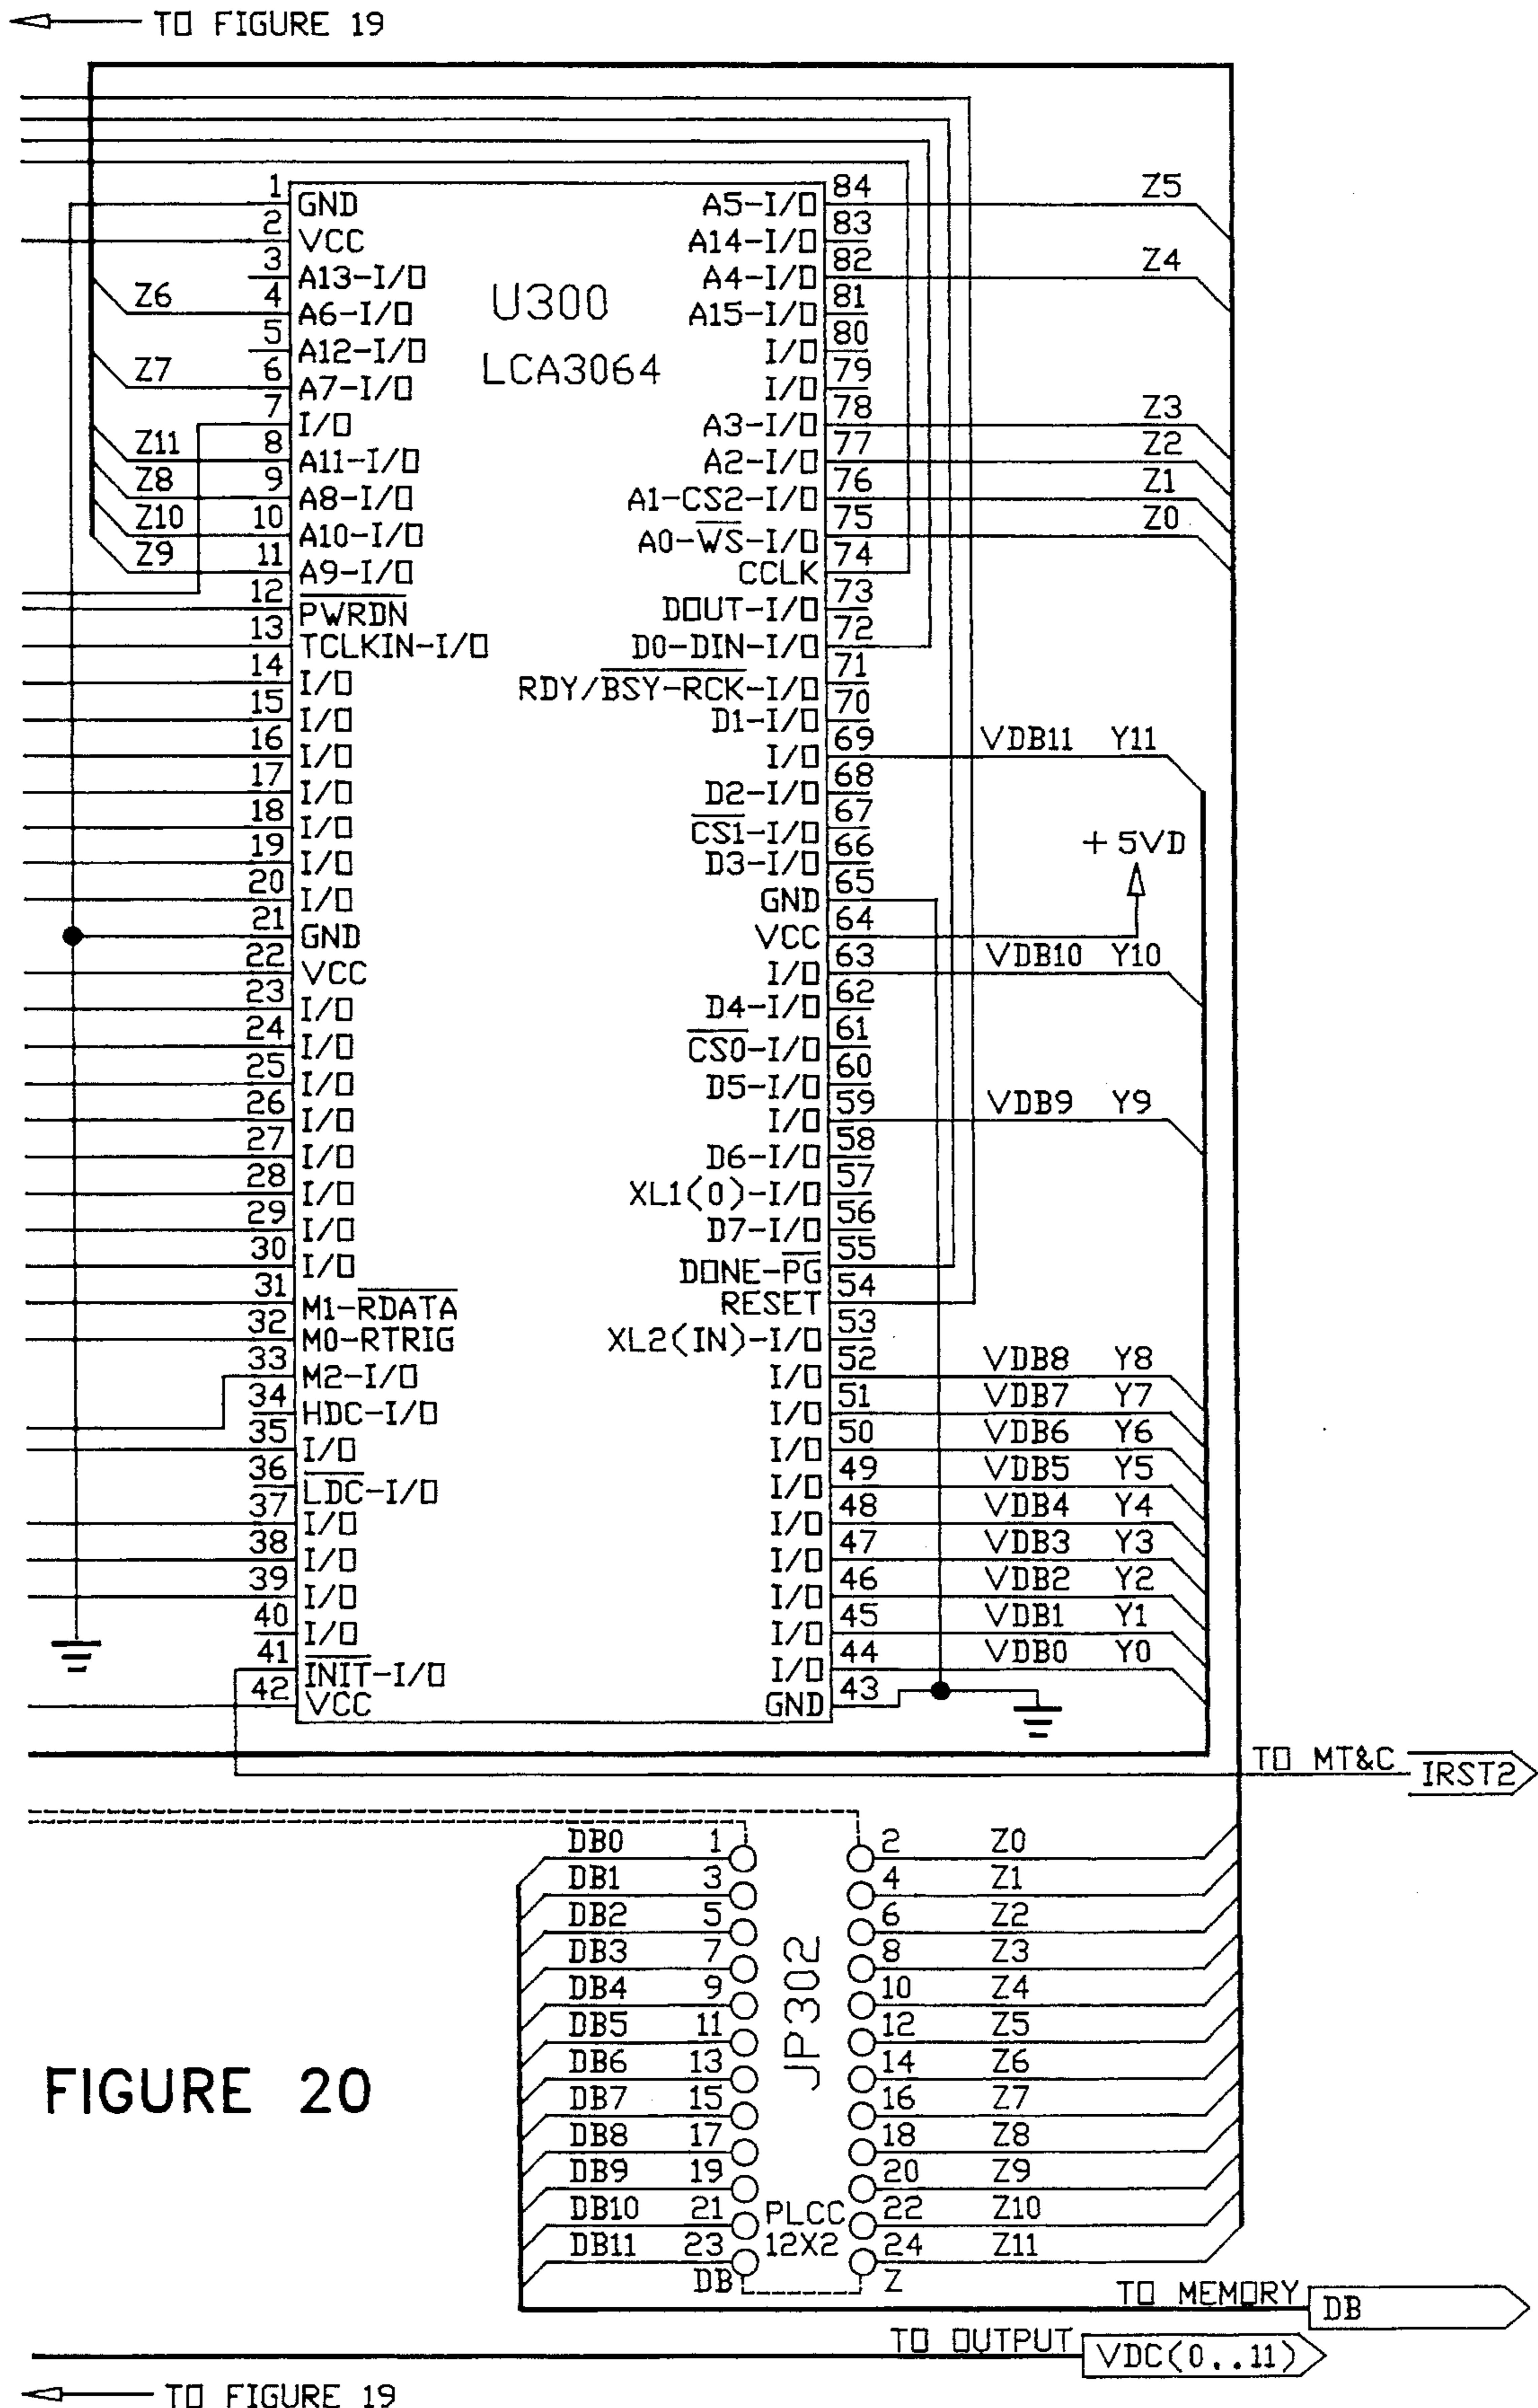 TO FIGURE 19
U300
LCA3064
1 GND A5-I/O 84 Z5
2 VCC A14-I/O 83
3 A13-I/O A4-I/O 82 Z4
Z6 4 A6-I/O A15-I/O 81
5 A12-I/O I/O 80
Z7 6 A7-I/O I/O 79
7 I/O A3-I/O 78 Z3
Z11 8 A11-I/O A2-I/O 77 Z2
Z8 9 A8-I/O A1-CS2-I/O 76 Z1
Z10 10 A10-I/O A0-WS-I/O 75 Z0
Z9 11 A9-I/O CCLK 74
12 PWRDN DOUT-I/O 73
13 TCLKIN-I/O D0-DIN-I/O 72
14 I/O RDY/BSY-RCK-I/O 71
15 I/O D1-I/O 70
16 I/O I/O 69 VDB11 Y11
17 I/O D2-I/O 68
18 I/O CS1-I/O 67
19 I/O D3-I/O 66 +5VD
20 I/O GND 65
21 GND VCC 64
22 VCC I/O 63 VDB10 Y10
23 I/O D4-I/O 62
24 I/O CS0-I/O 61
25 I/O D5-I/O 60
26 I/O I/O 59 VDB9 Y9
27 I/O D6-I/O 58
28 I/O XL1(0)-I/O 57
29 I/O D7-I/O 56
30 I/O DONE-PG 55
31 M1-RDATA RESET 54
32 M0-RTRIG XL2(IN)-I/O 53
33 M2-I/O I/O 52 VDB8 Y8
34 HDC-I/O I/O 51 VDB7 Y7
35 I/O I/O 50 VDB6 Y6
36 LDC-I/O I/O 49 VDB5 Y5
37 I/O I/O 48 VDB4 Y4
38 I/O I/O 47 VDB3 Y3
39 I/O I/O 46 VDB2 Y2
40 I/O I/O 45 VDB1 Y1
41 INIT-I/O I/O 44 VDB0 Y0
42 VCC GND 43
TO MT&C IRST2
DB0 1 2 Z0
DB1 3 4 Z1
DB2 5 6 Z2
DB3 7 8 Z3
DB4 9 10 Z4
DB5 11 12 Z5
DB6 13 14 Z6
DB7 15 16 Z7
DB8 17 18 Z8
DB9 19 20 Z9
DB10 21 22 Z10
DB11 23 24 Z11
JP302
PLCC
12X2
DB Z
FIGURE 20
TO MEMORY DB
TO OUTPUT VDC(0..11)
TO FIGURE 19